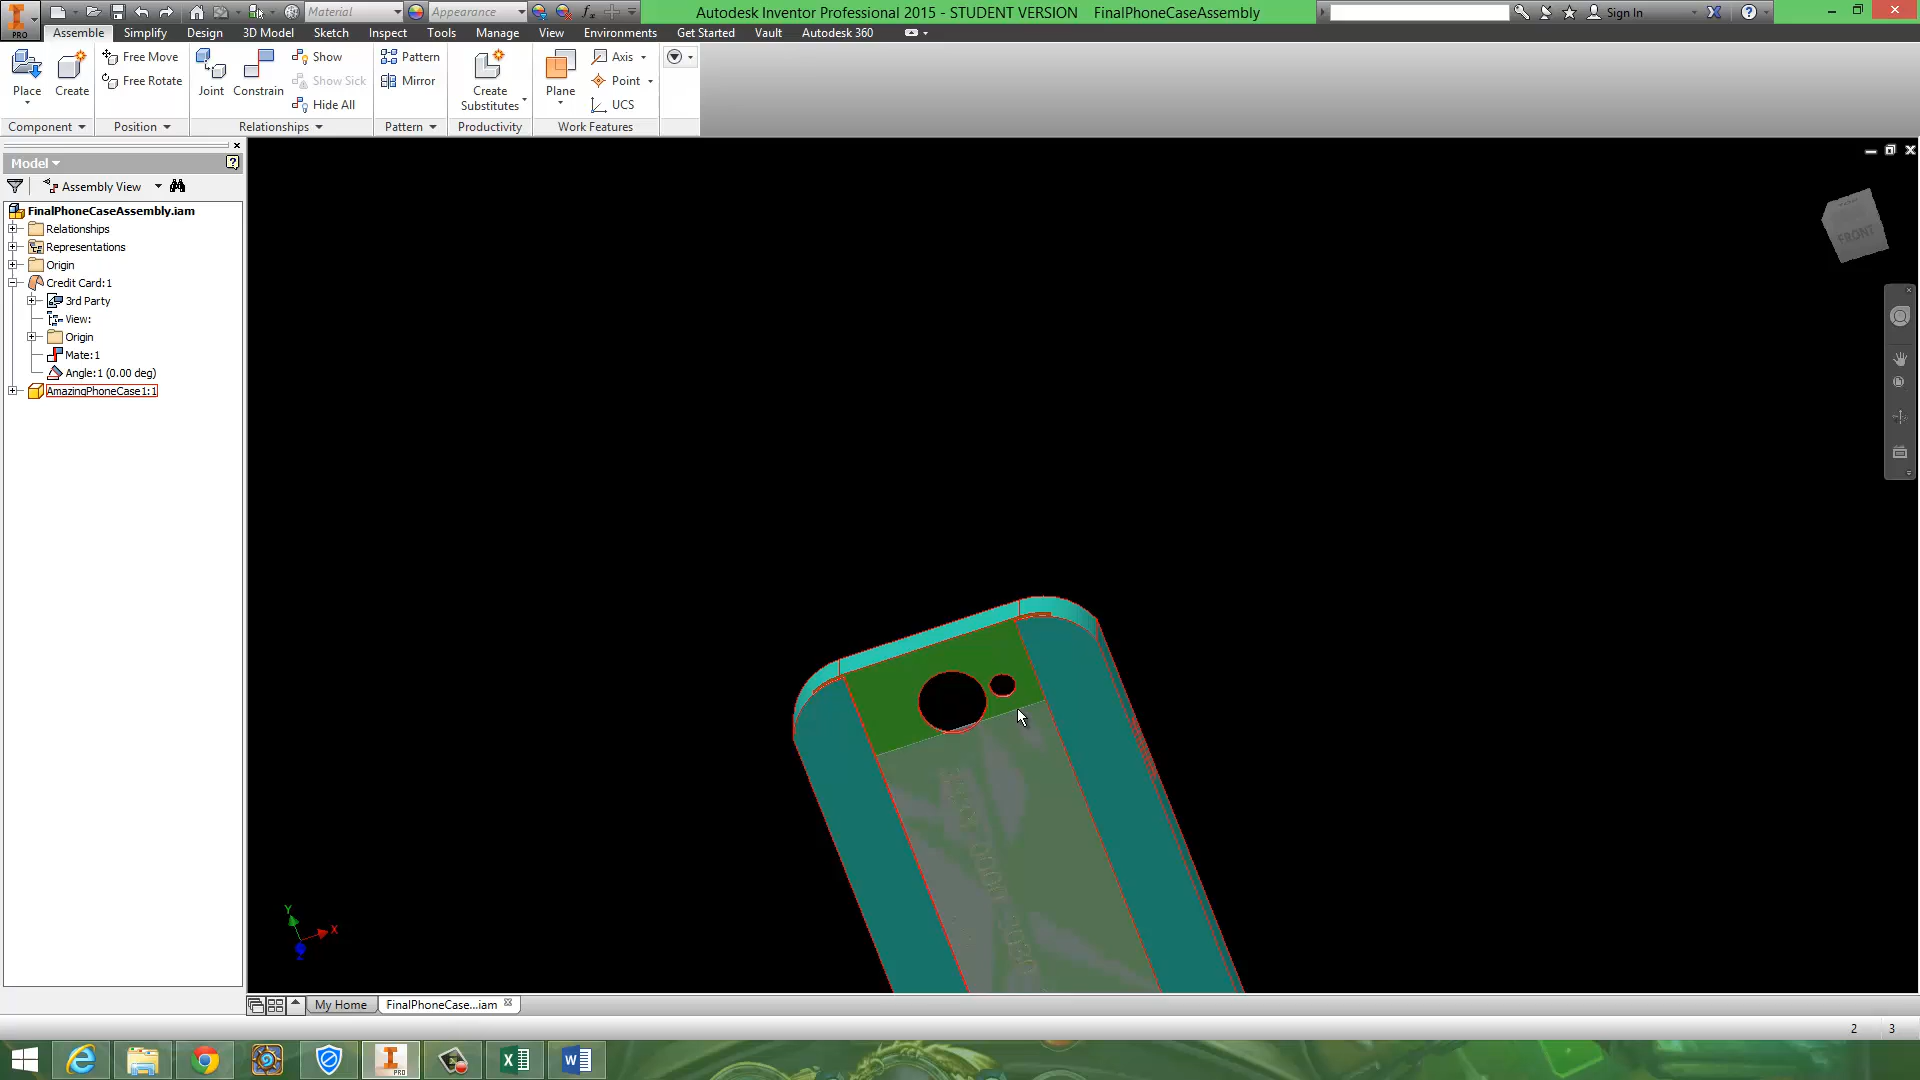 Material
Appearance
Autodesk Inventor Professional 2015 - STUDENT VERSION FinalPhoneCaseAssembly
Sign In
PRO
Assemble Simplify Design 3D Model Sketch Inspect Tools Manage View Environments Get Started Vault Autodesk 360
Place
Create
Free Move
Free Rotate
Joint
Constrain
Show
Show Sick
Hide All
Pattern
Mirror
Create
Substitutes
Plane
Axis
Point
UCS
Component Position Relationships Pattern Productivity Work Features
Model
Assembly View
FinalPhoneCaseAssembly.iam
Relationships
Representations
Origin
Credit Card:1
3rd Party
View:
Origin
Mate:1
Angle:1 (0.00 deg)
AmazingPhoneCase1:1
FRONT
Y
X
Z
My Home
FinalPhoneCase...iam
2 3
PRO